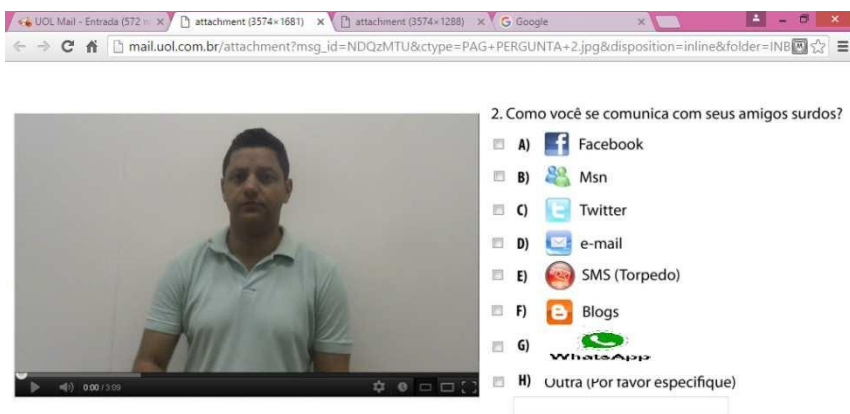 UOL Mail - Entrada (572 n
attachment (3574×1681)
attachment (3574×1288)
Google
mail.uol.com.br/attachment?msg_id=NDQzMTU&ctype=PAG+PERGUNTA+2.jpg&disposition=inline&folder=INB
2. Como você se comunica com seus amigos surdos?
A) Facebook
B) Msn
C) Twitter
D) e-mail
E) SMS (Torpedo)
F) Blogs
G) WhatsApp
H) Outra (Por favor especifique)
0:00 / 3:09